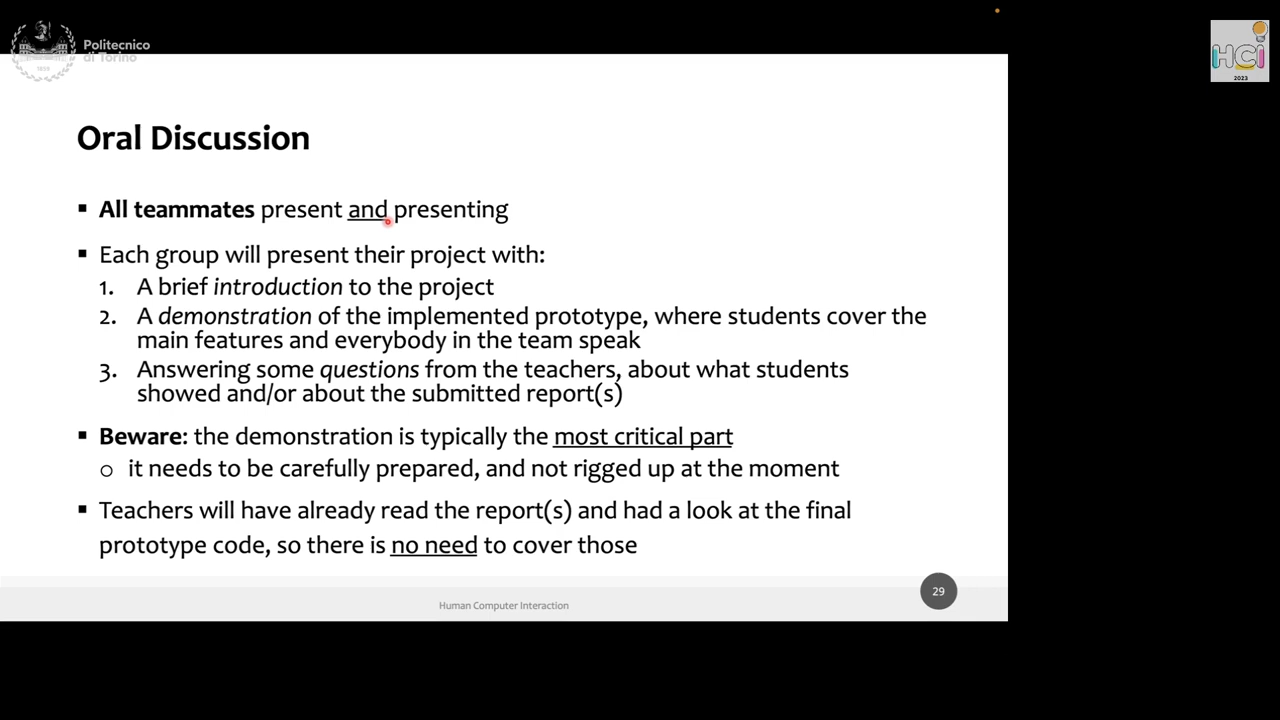 Politecnico
di Torino
1859
HCI
2023
Oral Discussion
▪ All teammates present and presenting
▪ Each group will present their project with:
1. A brief introduction to the project
2. A demonstration of the implemented prototype, where students cover the
main features and everybody in the team speak
3. Answering some questions from the teachers, about what students
showed and/or about the submitted report(s)
▪ Beware: the demonstration is typically the most critical part
o it needs to be carefully prepared, and not rigged up at the moment
▪ Teachers will have already read the report(s) and had a look at the final
prototype code, so there is no need to cover those
Human Computer Interaction
29